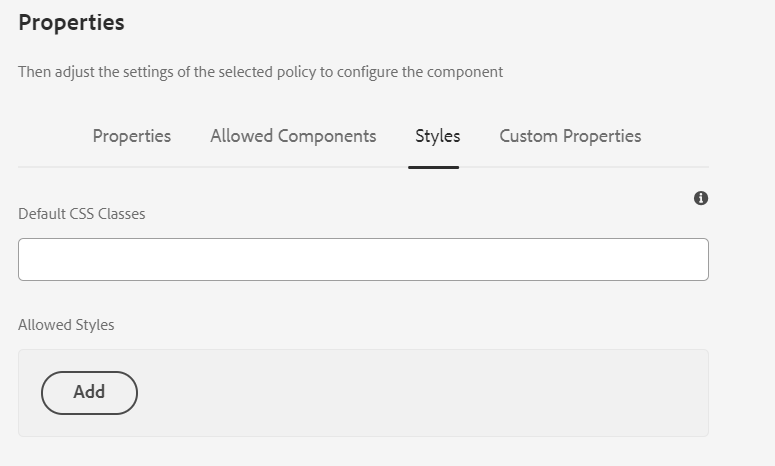 Properties
Then adjust the settings of the selected policy to configure the component
Properties Allowed Components Styles Custom Properties
Default CSS Classes
Allowed Styles
Add